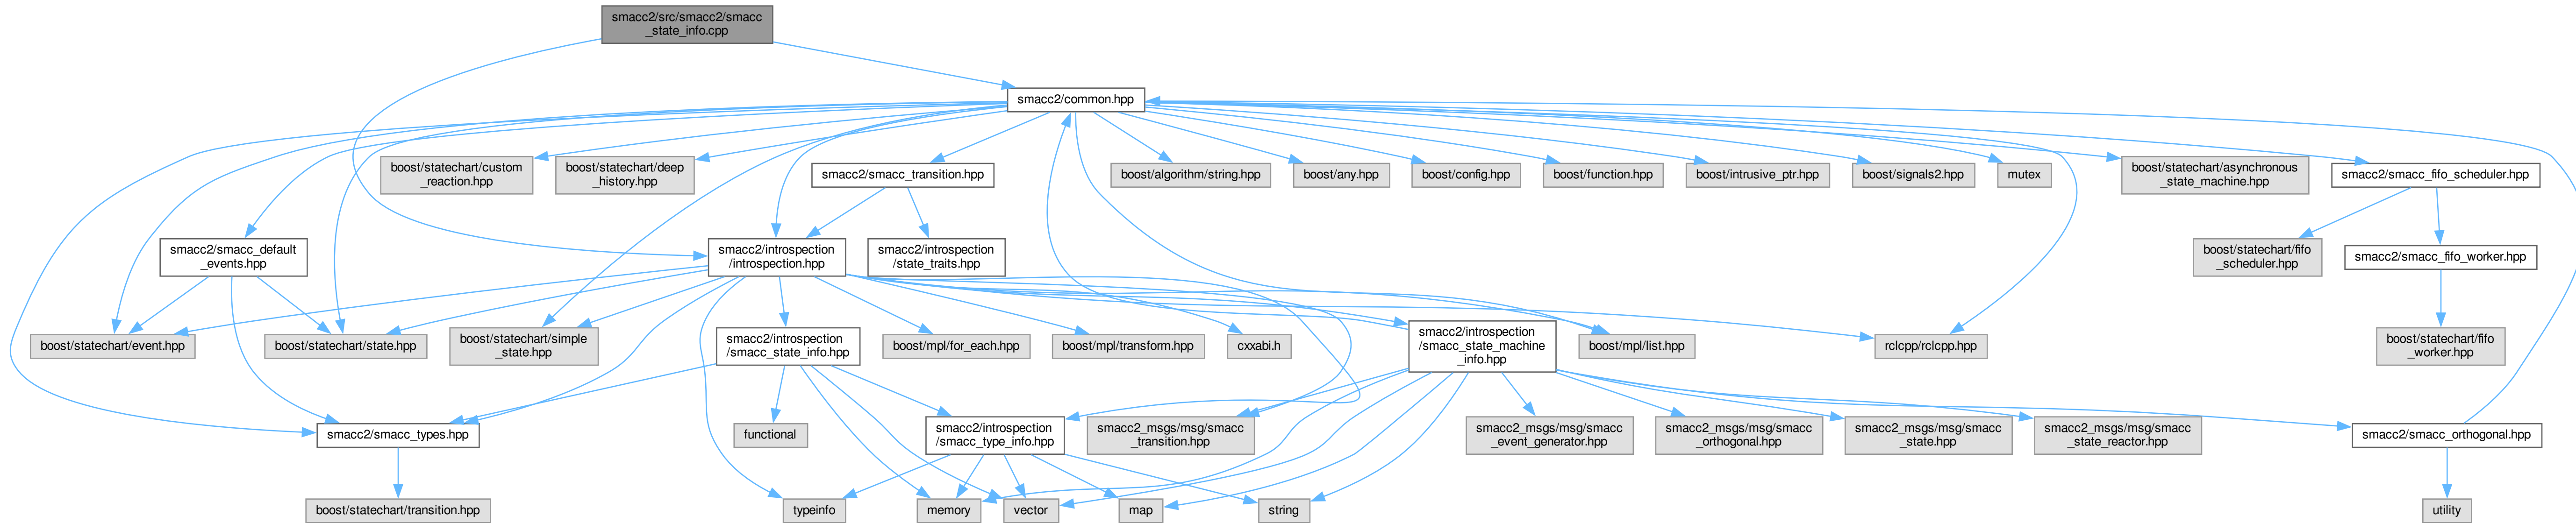 smacc2/src/smacc2/smacc
_state_info.cpp
smacc2/common.hpp
boost/statechart/custom
_reaction.hpp
boost/statechart/deep
_history.hpp
smacc2/smacc_transition.hpp
boost/algorithm/string.hpp
boost/any.hpp
boost/config.hpp
boost/function.hpp
boost/intrusive_ptr.hpp
boost/signals2.hpp
mutex
boost/statechart/asynchronous
_state_machine.hpp
smacc2/smacc_fifo_scheduler.hpp
smacc2/smacc_default
_events.hpp
smacc2/introspection
/introspection.hpp
smacc2/introspection
/state_traits.hpp
boost/statechart/fifo
_scheduler.hpp
smacc2/smacc_fifo_worker.hpp
boost/statechart/event.hpp
boost/statechart/state.hpp
boost/statechart/simple
_state.hpp
smacc2/introspection
/smacc_state_info.hpp
boost/mpl/for_each.hpp
boost/mpl/transform.hpp
cxxabi.h
smacc2/introspection
/smacc_state_machine
_info.hpp
boost/mpl/list.hpp
rclcpp/rclcpp.hpp
boost/statechart/fifo
_worker.hpp
smacc2/smacc_types.hpp
functional
smacc2/introspection
/smacc_type_info.hpp
smacc2_msgs/msg/smacc
_transition.hpp
smacc2_msgs/msg/smacc
_event_generator.hpp
smacc2_msgs/msg/smacc
_orthogonal.hpp
smacc2_msgs/msg/smacc
_state.hpp
smacc2_msgs/msg/smacc
_state_reactor.hpp
smacc2/smacc_orthogonal.hpp
boost/statechart/transition.hpp
typeinfo
memory
vector
map
string
utility